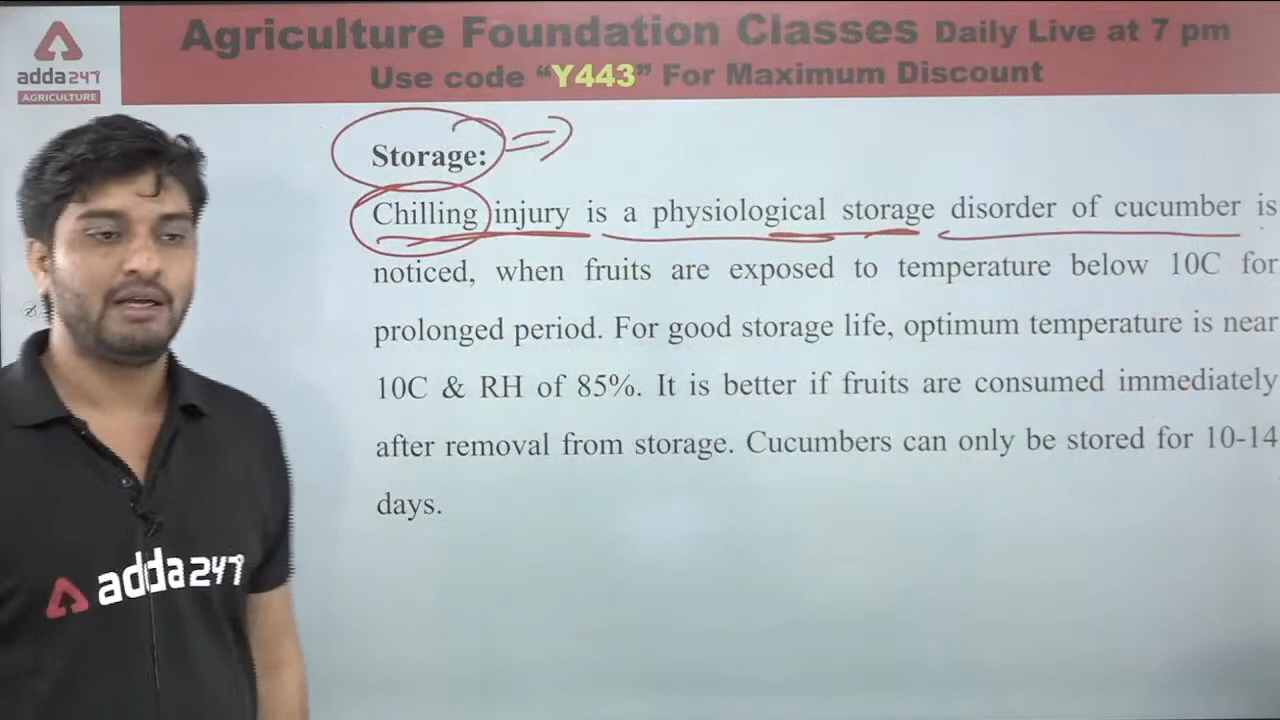 Agriculture Foundation Classes Daily Live at 7 pm
Use code “Y443” For Maximum Discount
adda247
AGRICULTURE
Storage:
Chilling injury is a physiological storage disorder of cucumber is
noticed, when fruits are exposed to temperature below 10C for
prolonged period. For good storage life, optimum temperature is near
10C & RH of 85%. It is better if fruits are consumed immediately
after removal from storage. Cucumbers can only be stored for 10-14
days.
adda247